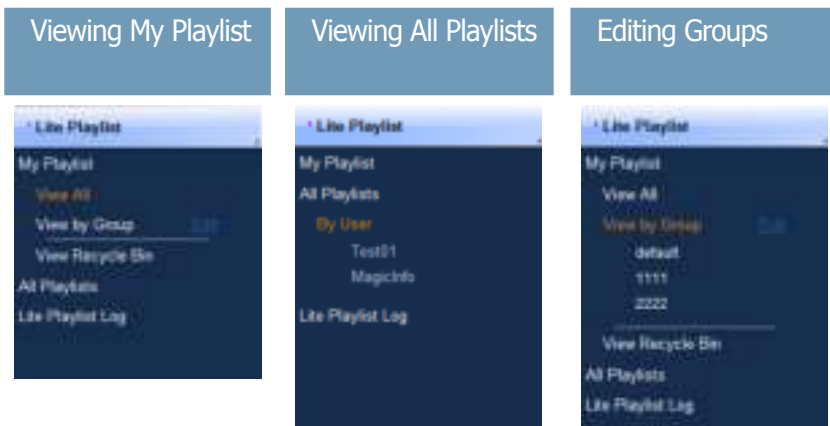 Viewing My Playlist
Lite Playlist
My Playlist
View All
View by Group Edit
View Recycle Bin
All Playlists
Lite Playlist Log
Viewing All Playlists
Lite Playlist
My Playlist
All Playlists
By User
Test01
MagicInfo
Lite Playlist Log
Editing Groups
Lite Playlist
My Playlist
View All
View by Group Edit
default
1111
2222
View Recycle Bin
All Playlists
Lite Playlist Log